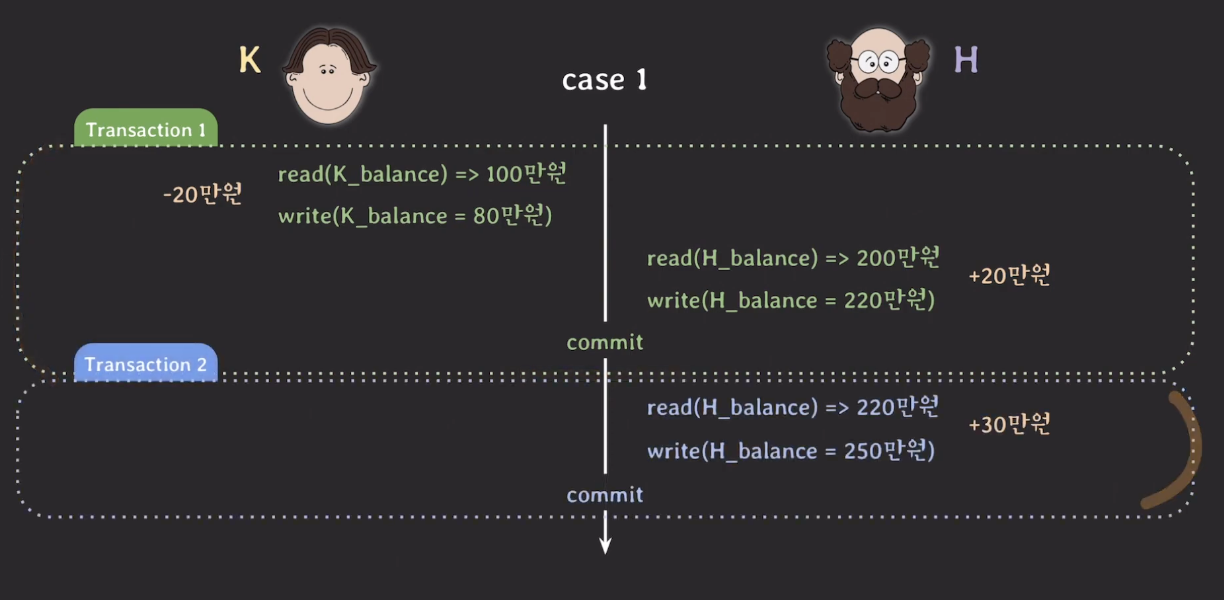 K
H
case 1
Transaction 1
read(K_balance) => 100만원
-20만원
write(K_balance = 80만원)
read(H_balance) => 200만원
+20만원
write(H_balance = 220만원)
commit
Transaction 2
read(H_balance) => 220만원
+30만원
write(H_balance = 250만원)
commit